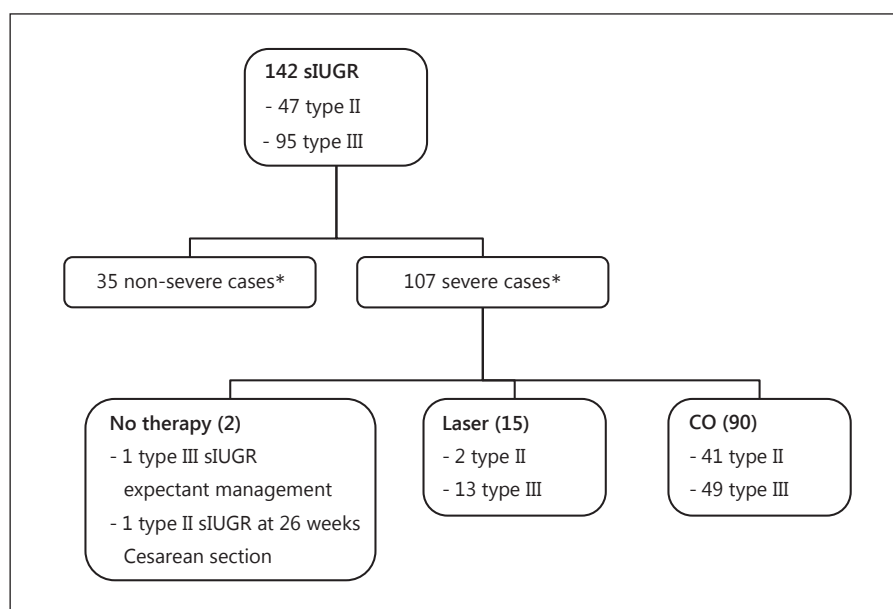 142 sIUGR
- 47 type II
- 95 type III
35 non-severe cases*
107 severe cases*
No therapy (2)
- 1 type III sIUGR
expectant management
- 1 type II sIUGR at 26 weeks
Cesarean section
Laser (15)
- 2 type II
- 13 type III
CO (90)
- 41 type II
- 49 type III